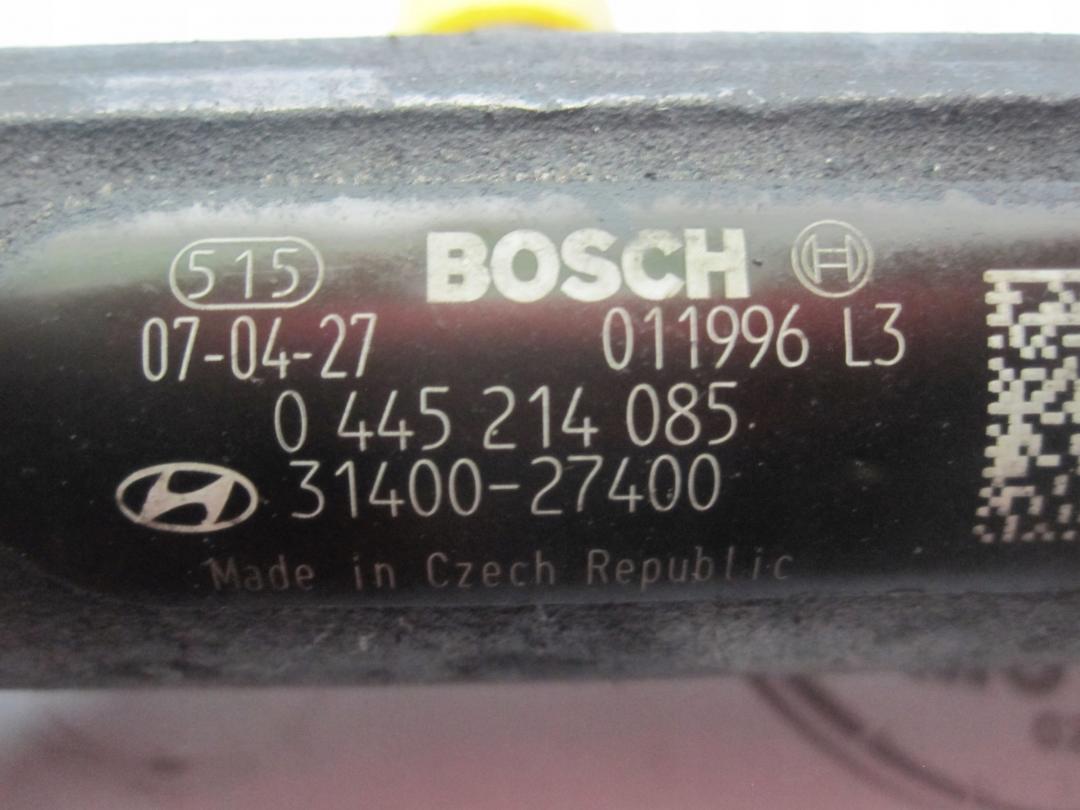 515 BOSCH
07-04-27 011996 L3
0 445 214 085
31400-27400
Made in Czech Republic